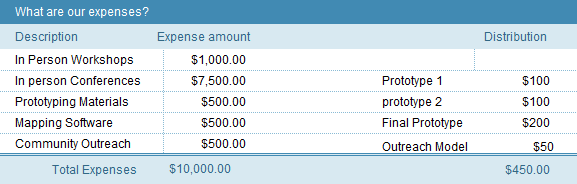 What are our expenses?
Description Expense amount Distribution
In Person Workshops $1,000.00
In person Conferences $7,500.00 Prototype 1 $100
Prototyping Materials $500.00 prototype 2 $100
Mapping Software $500.00 Final Prototype $200
Community Outreach $500.00 Outreach Model $50
Total Expenses $10,000.00 $450.00